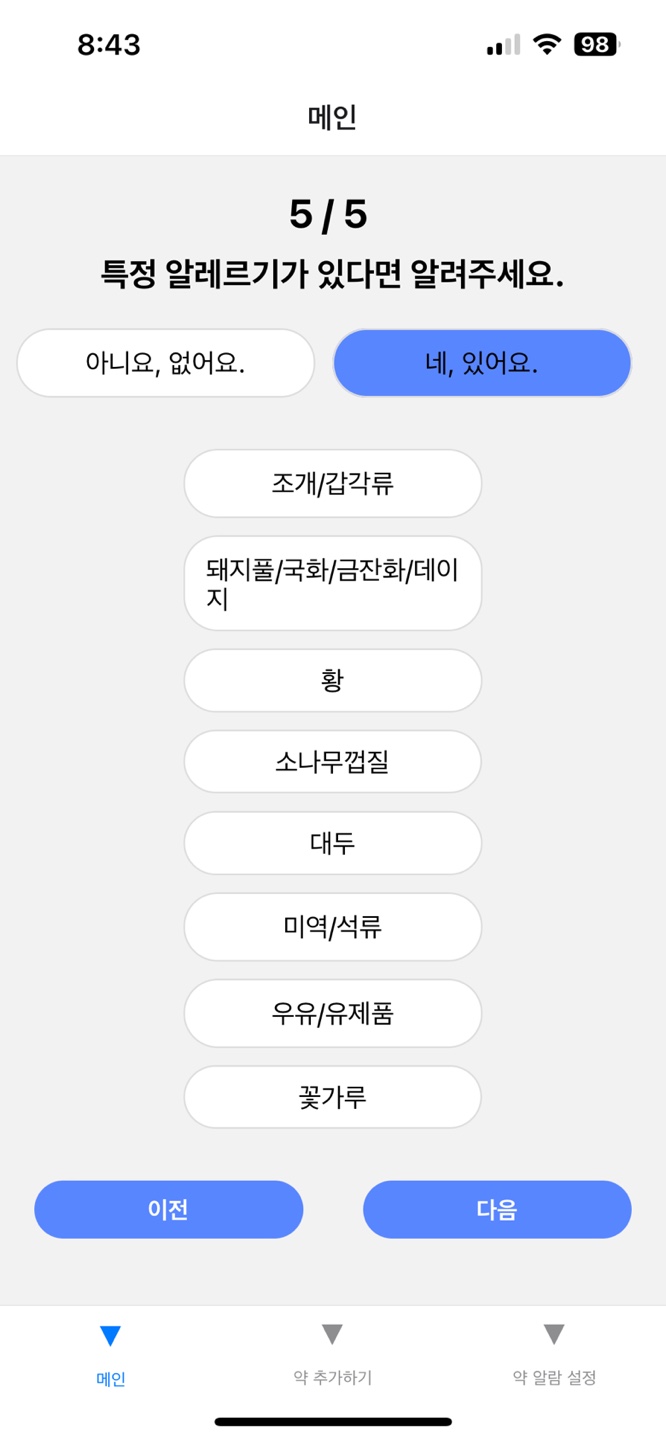 8:43
98
메인
5 / 5
특정 알레르기가 있다면 알려주세요.
아니요, 없어요.
네, 있어요.
조개/갑각류
돼지풀/국화/금잔화/데이
지
황
소나무껍질
대두
미역/석류
우유/유제품
꽃가루
이전
다음
메인
약 추가하기
약 알람 설정